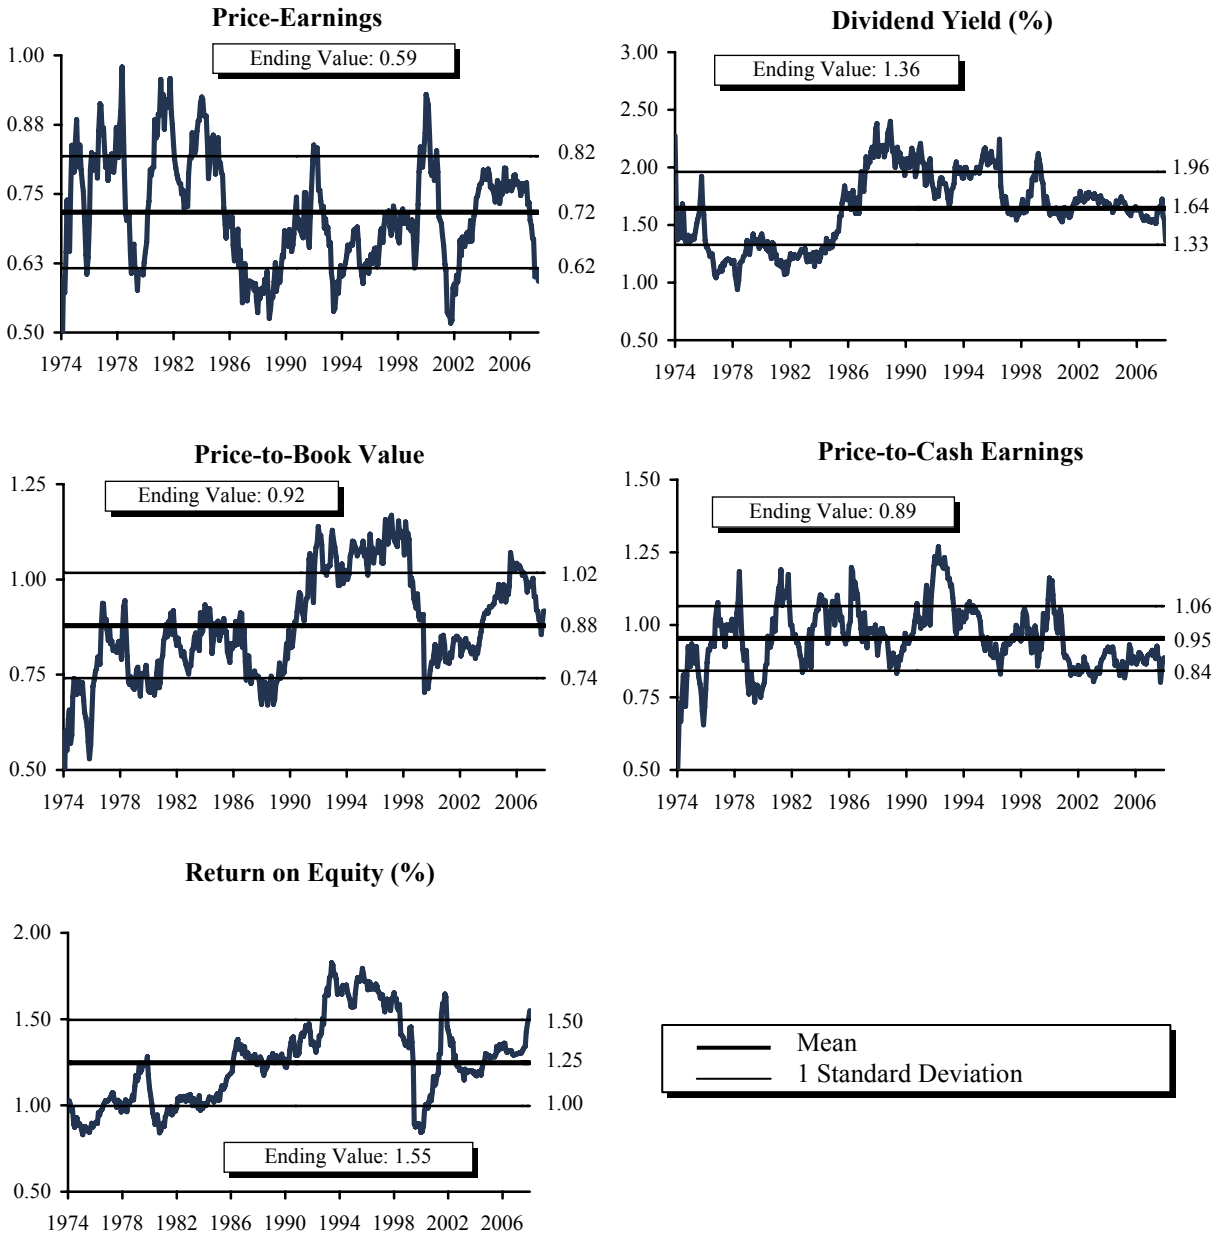 Price-Earnings
Ending Value: 0.59
1.00
0.88
0.75
0.63
0.50
0.82
0.72
0.62
1974 1978 1982 1986 1990 1994 1998 2002 2006
Dividend Yield (%)
Ending Value: 1.36
3.00
2.50
2.00
1.50
1.00
0.50
1.96
1.64
1.33
1974 1978 1982 1986 1990 1994 1998 2002 2006
Price-to-Book Value
Ending Value: 0.92
1.25
1.00
0.75
0.50
1.02
0.88
0.74
1974 1978 1982 1986 1990 1994 1998 2002 2006
Price-to-Cash Earnings
Ending Value: 0.89
1.50
1.25
1.00
0.75
0.50
1.06
0.95
0.84
1974 1978 1982 1986 1990 1994 1998 2002 2006
Return on Equity (%)
2.00
1.50
1.00
0.50
1.50
1.25
1.00
Ending Value: 1.55
1974 1978 1982 1986 1990 1994 1998 2002 2006
Mean
1 Standard Deviation